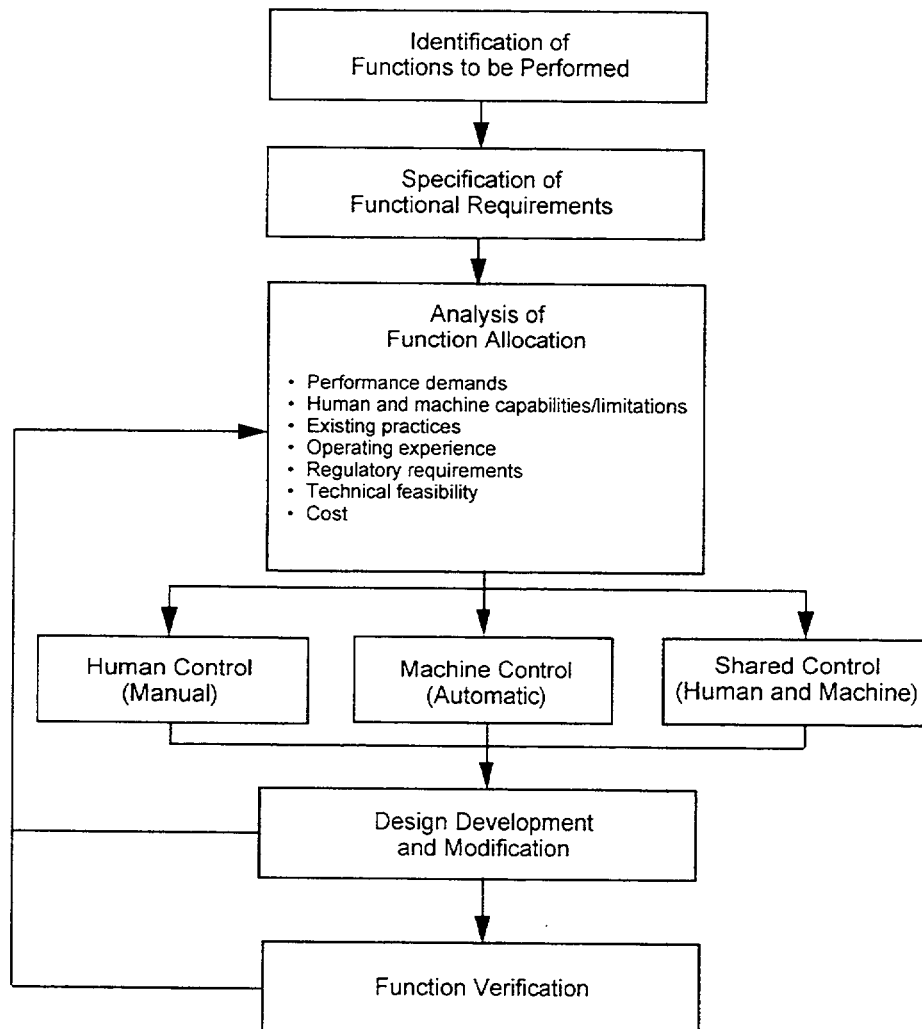 Identification of
Functions to be Performed
Specification of
Functional Requirements
Analysis of
Function Allocation
• Performance demands
• Human and machine capabilities/limitations
• Existing practices
• Operating experience
• Regulatory requirements
• Technical feasibility
• Cost
Human Control
(Manual)
Machine Control
(Automatic)
Shared Control
(Human and Machine)
Design Development
and Modification
Function Verification